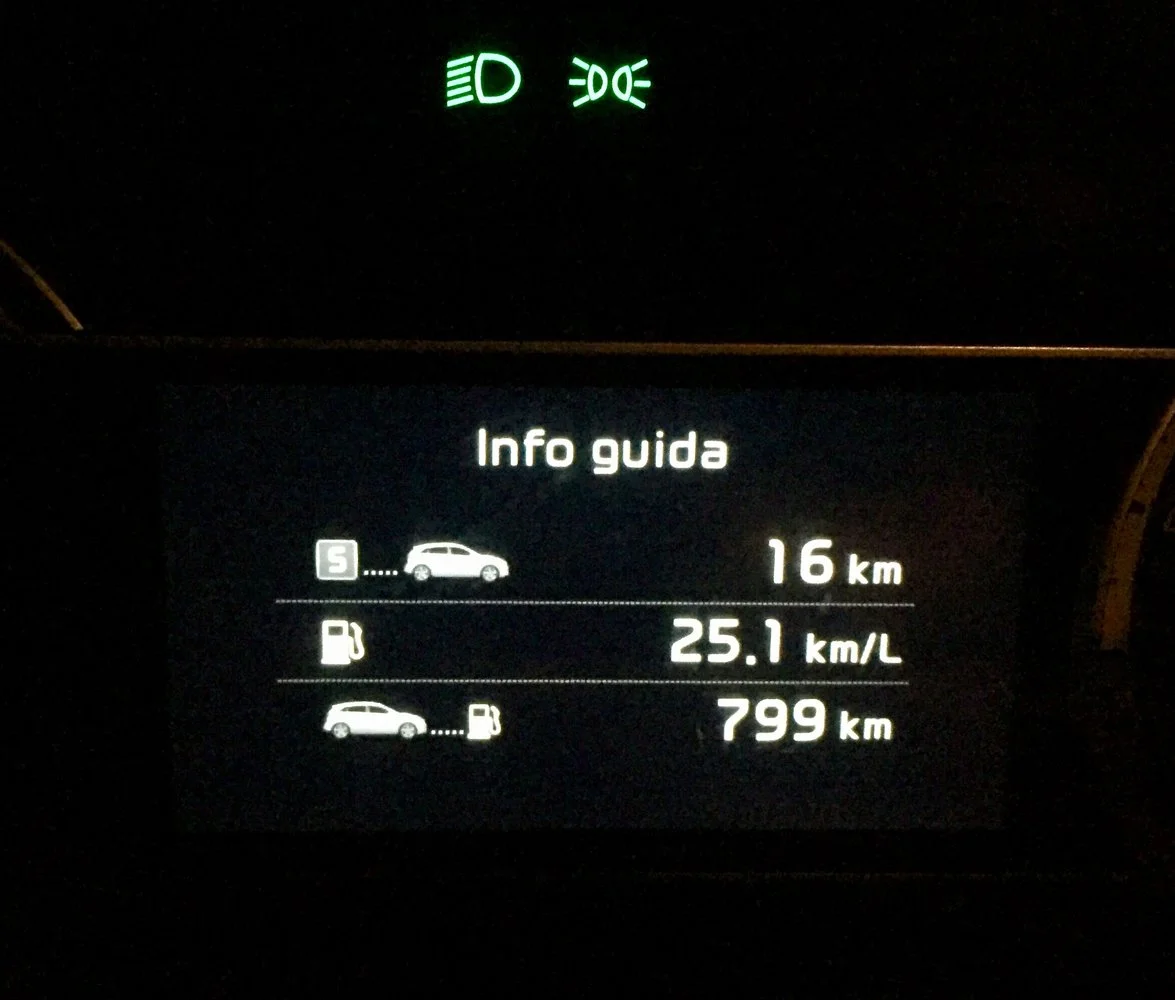 Info guida
S 16 km
25.1 km/L
799 km